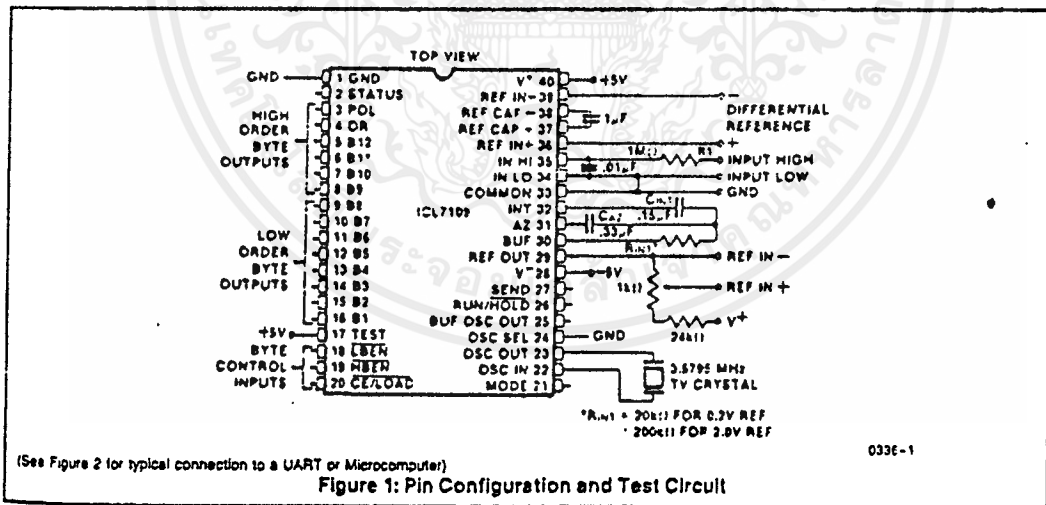 TOP VIEW
GND 1 GND
2 STATUS
3 POL
4 OR
5 B12
6 B11
7 B10
8 B9
9 B8
10 B7
11 B6
12 B5
13 B4
14 B3
15 B2
16 B1
+5V 17 TEST
18 LBEN
19 HBEN
20 CE/LOAD
HIGH
ORDER
BYTE
OUTPUTS
LOW
ORDER
BYTE
OUTPUTS
BYTE
CONTROL
INPUTS
ICL7109
V+ 40 +5V
REF IN- 39 -
REF CAP - 38
REF CAP + 37
1µF
REF IN+ 36 +
DIFFERENTIAL
REFERENCE
IN HI 35 1MΩ R1 INPUT HIGH
.01µF
IN LO 34 INPUT LOW
COMMON 33 GND
INT 32 CINT
.15µF
AZ 31 CAZ
.33µF
BUF 30
RINT
REF OUT 29 REF IN -
V- 28 -5V
SEND 27
1kΩ REF IN +
RUN/HOLD 26
BUF OSC OUT 25
24kΩ V+
OSC SEL 24 GND
OSC OUT 23
OSC IN 22
MODE 21
3.5795 MHz
TV CRYSTAL
*RINT = 20kΩ FOR 0.2V REF
= 200kΩ FOR 2.0V REF
0336-1
(See Figure 2 for typical connection to a UART or Microcomputer)
Figure 1: Pin Configuration and Test Circuit